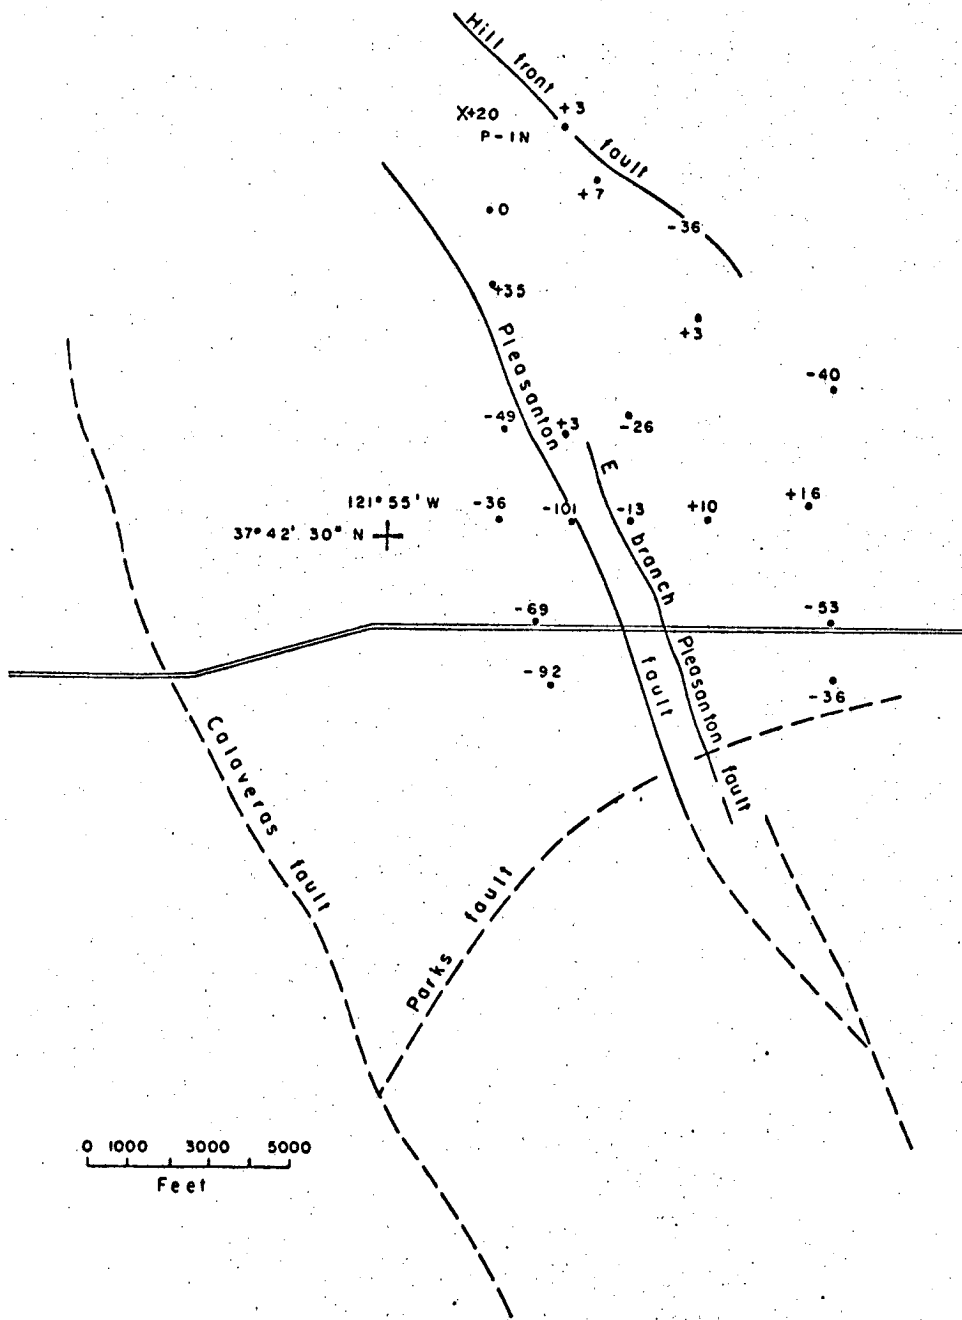 Hill front fault
+3
X+20
P-1N
+7
0
-36
+35
+3
Pleasanton fault
-40
-49
+3
-26
E branch Pleasanton fault
121° 55' W
-36
-101
-13
+10
+16
37° 42' 30" N
-69
-53
-92
-36
Calaveras fault
Parks fault
0 1000 3000 5000
Feet